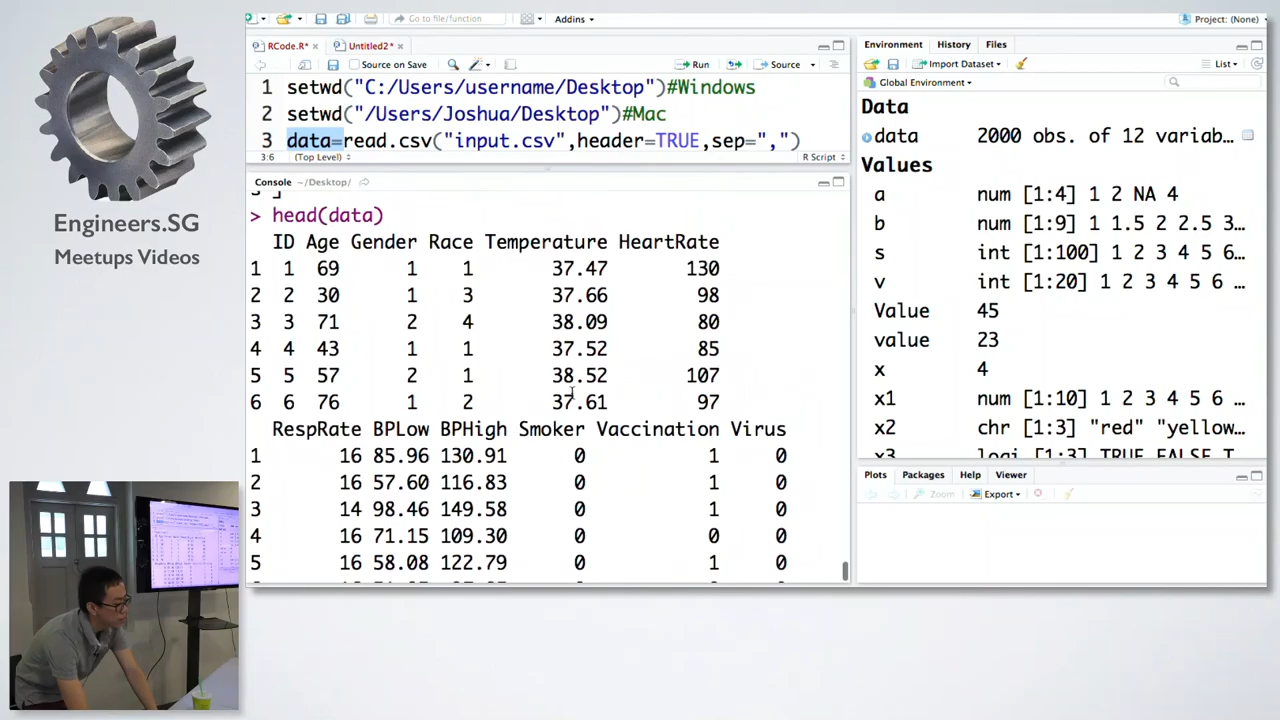 Engineers.SG
Meetups Videos
Go to file/function
Addins
Project: (None)
RCode.R* ×
Untitled2* ×
Source on Save
Run
Source
1 setwd("C:/Users/username/Desktop")#Windows
2 setwd("/Users/Joshua/Desktop")#Mac
3 data=read.csv("input.csv",header=TRUE,sep=",")
3:6
(Top Level)
R Script
Console ~/Desktop/
> head(data)
ID Age Gender Race Temperature HeartRate
1 1 69 1 1 37.47 130
2 2 30 1 3 37.66 98
3 3 71 2 4 38.09 80
4 4 43 1 1 37.52 85
5 5 57 2 1 38.52 107
6 6 76 1 2 37.61 97
RespRate BPLow BPHigh Smoker Vaccination Virus
1 16 85.96 130.91 0 1 0
2 16 57.60 116.83 0 1 0
3 14 98.46 149.58 0 1 0
4 16 71.15 109.30 0 0 0
5 16 58.08 122.79 0 1 0
Environment History Files
Import Dataset
List
Global Environment
Data
data 2000 obs. of 12 variab…
Values
a num [1:4] 1 2 NA 4
b num [1:9] 1 1.5 2 2.5 3…
s int [1:100] 1 2 3 4 5 6…
v int [1:20] 1 2 3 4 5 6 …
Value 45
value 23
x 4
x1 num [1:10] 1 2 3 4 5 6 …
x2 chr [1:3] "red" "yellow…
x3 logi [1:3] TRUE FALSE T
Plots Packages Help Viewer
Zoom
Export